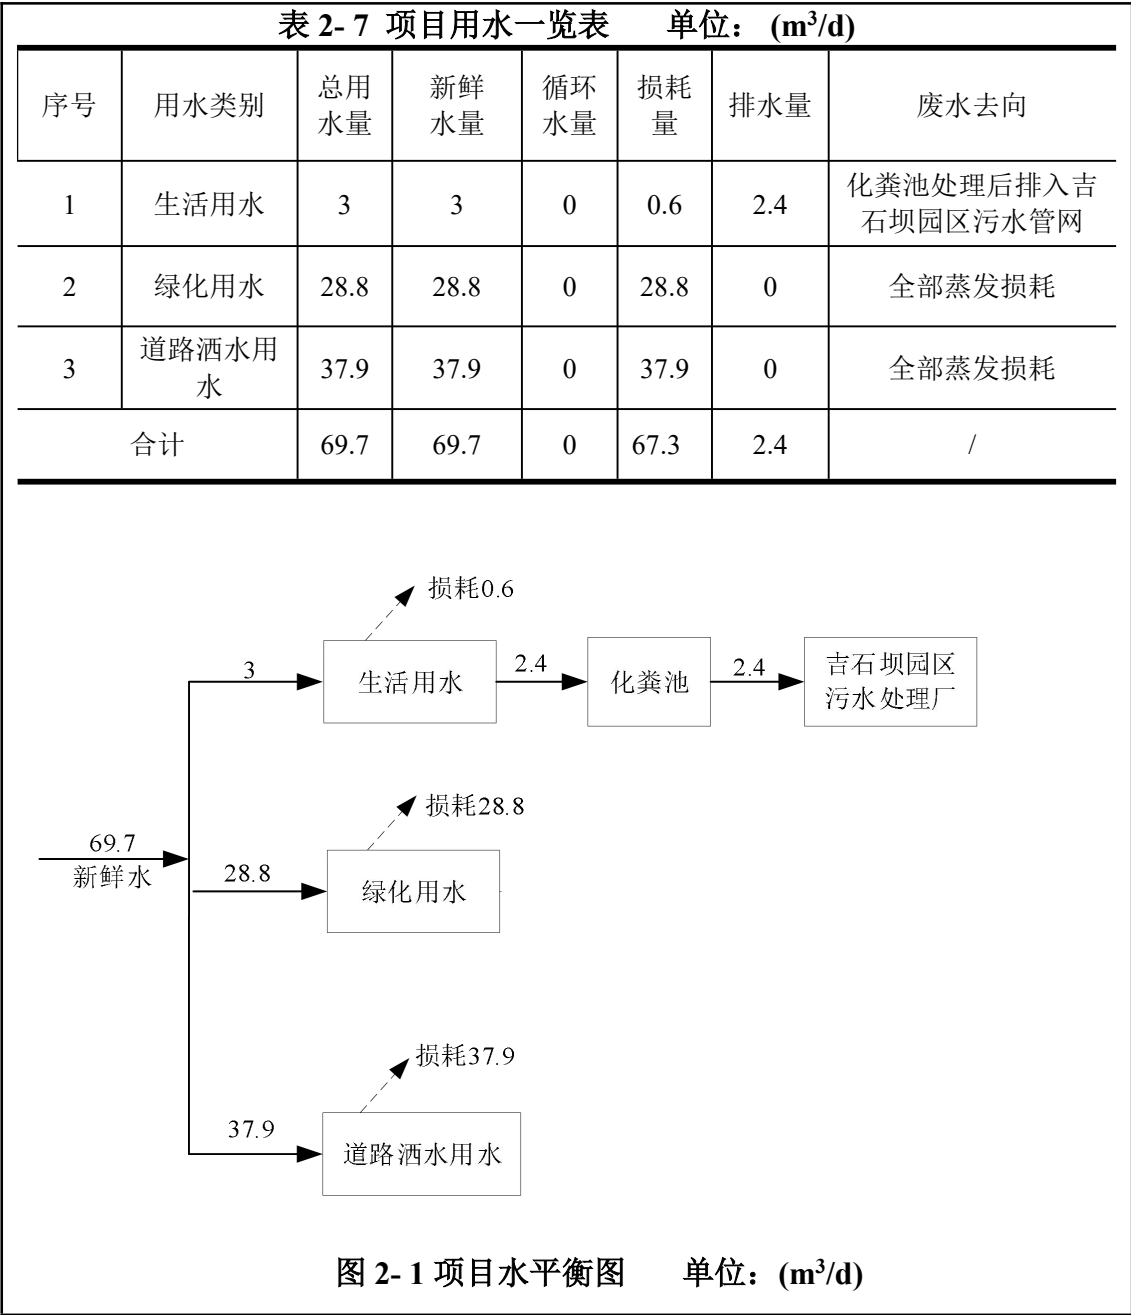 表 2- 7 项目用水一览表 单位： (m³/d)
序号 用水类别 总用水量 新鲜水量 循环水量 损耗量 排水量 废水去向
1 生活用水 3 3 0 0.6 2.4 化粪池处理后排入吉石坝园区污水管网
2 绿化用水 28.8 28.8 0 28.8 0 全部蒸发损耗
3 道路洒水用水 37.9 37.9 0 37.9 0 全部蒸发损耗
合计 69.7 69.7 0 67.3 2.4 /
损耗0.6
3 生活用水 2.4 化粪池 2.4 吉石坝园区
污水处理厂
损耗28.8
69.7
新鲜水
28.8 绿化用水
损耗37.9
37.9 道路洒水用水
图 2- 1 项目水平衡图 单位：(m³/d)